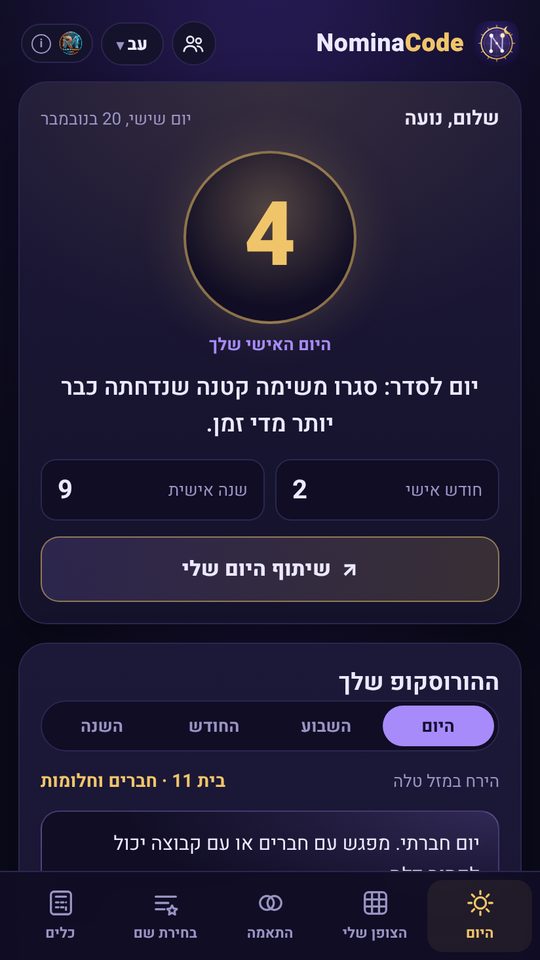 NominaCode
עב ▾
שלום, נועה
יום שישי, 20 בנובמבר
4
היום האישי שלך
יום לסדר: סגרו משימה קטנה שנדחתה כבר
יותר מדי זמן.
חודש אישי 2
שנה אישית 9
שיתוף היום שלי
ההורוסקופ שלך
היום
השבוע
החודש
השנה
הירח במזל טלה
בית 11 · חברים וחלומות
יום חברתי. מפגש עם חברים או עם קבוצה יכול
היום
הצופן שלי
התאמה
בחירת שם
כלים